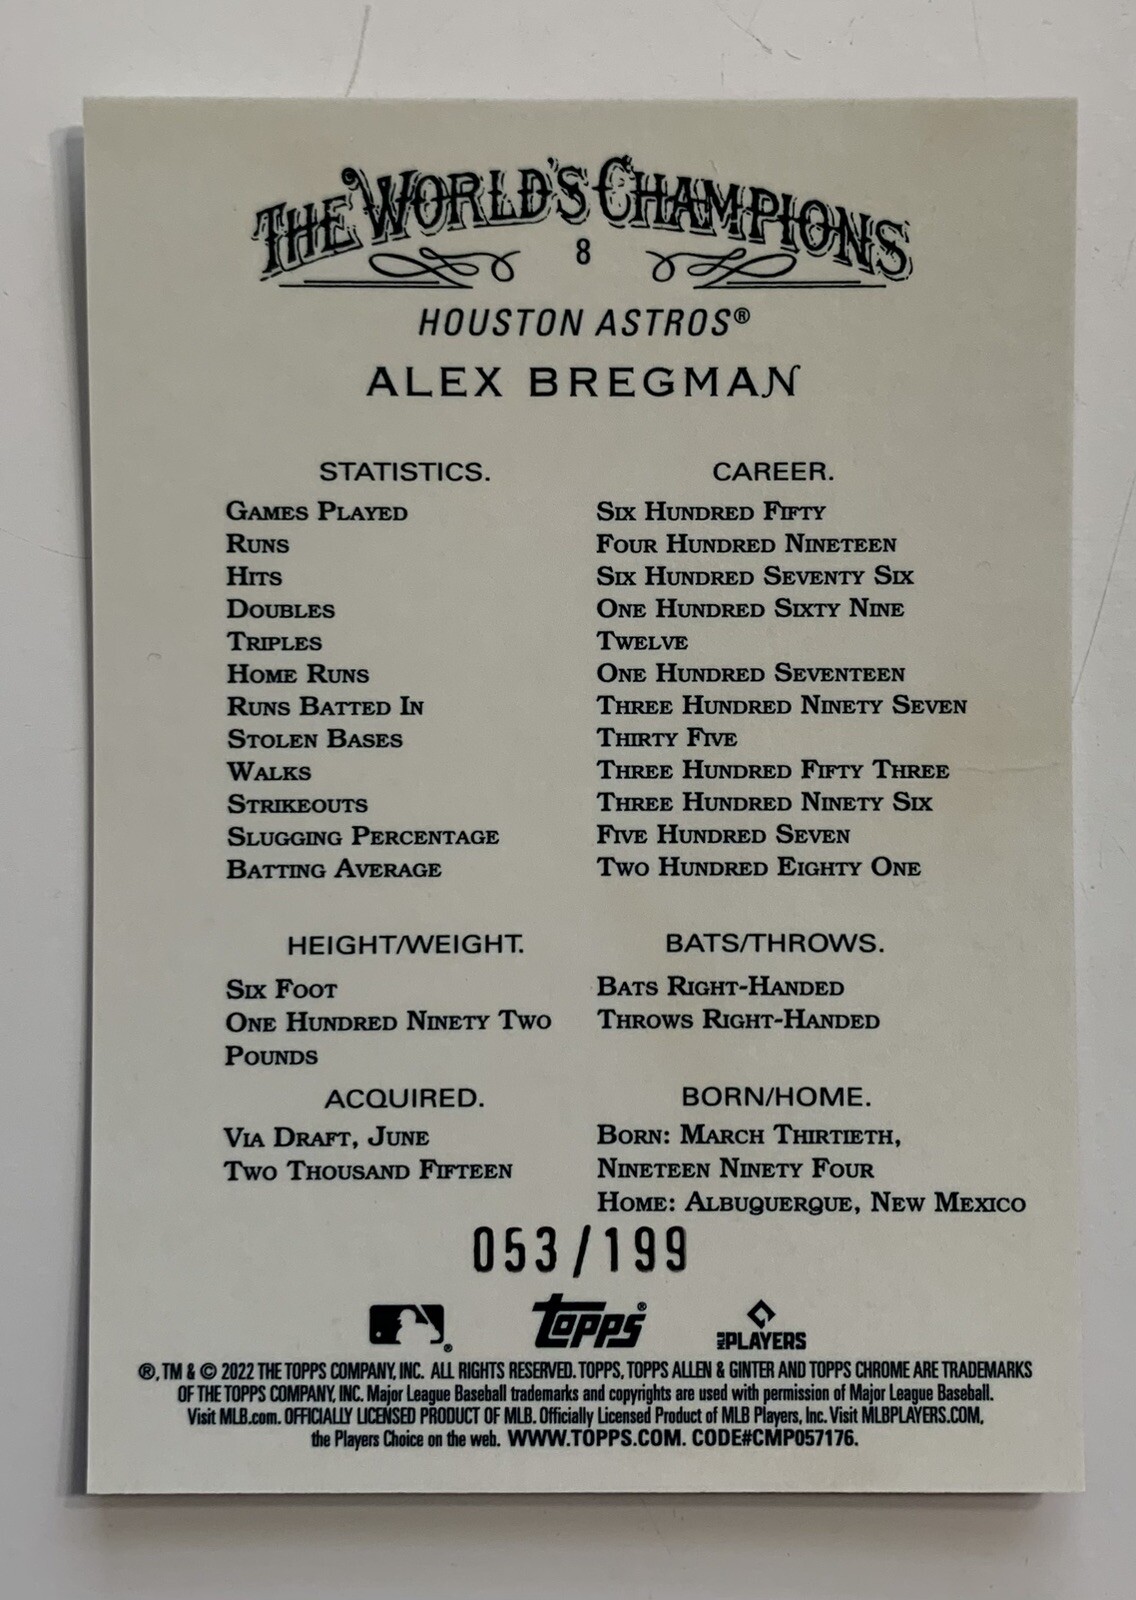 THE WORLD'S CHAMPIONS
8
HOUSTON ASTROS®
ALEX BREGMAN
STATISTICS. CAREER.
GAMES PLAYED SIX HUNDRED FIFTY
RUNS FOUR HUNDRED NINETEEN
HITS SIX HUNDRED SEVENTY SIX
DOUBLES ONE HUNDRED SIXTY NINE
TRIPLES TWELVE
HOME RUNS ONE HUNDRED SEVENTEEN
RUNS BATTED IN THREE HUNDRED NINETY SEVEN
STOLEN BASES THIRTY FIVE
WALKS THREE HUNDRED FIFTY THREE
STRIKEOUTS THREE HUNDRED NINETY SIX
SLUGGING PERCENTAGE FIVE HUNDRED SEVEN
BATTING AVERAGE TWO HUNDRED EIGHTY ONE
HEIGHT/WEIGHT. BATS/THROWS.
SIX FOOT BATS RIGHT-HANDED
ONE HUNDRED NINETY TWO THROWS RIGHT-HANDED
POUNDS
ACQUIRED. BORN/HOME.
VIA DRAFT, JUNE BORN: MARCH THIRTIETH,
TWO THOUSAND FIFTEEN NINETEEN NINETY FOUR
HOME: ALBUQUERQUE, NEW MEXICO
053/199
® Topps® MLB PLAYERS
®, TM & © 2022 THE TOPPS COMPANY, INC. ALL RIGHTS RESERVED. TOPPS, TOPPS ALLEN & GINTER AND TOPPS CHROME ARE TRADEMARKS
OF THE TOPPS COMPANY, INC. Major League Baseball trademarks and copyrights are used with permission of Major League Baseball.
Visit MLB.com. OFFICIALLY LICENSED PRODUCT OF MLB. Officially Licensed Product of MLB Players, Inc. Visit MLBPLAYERS.COM,
the Players Choice on the web. WWW.TOPPS.COM. CODE#CMP057176.